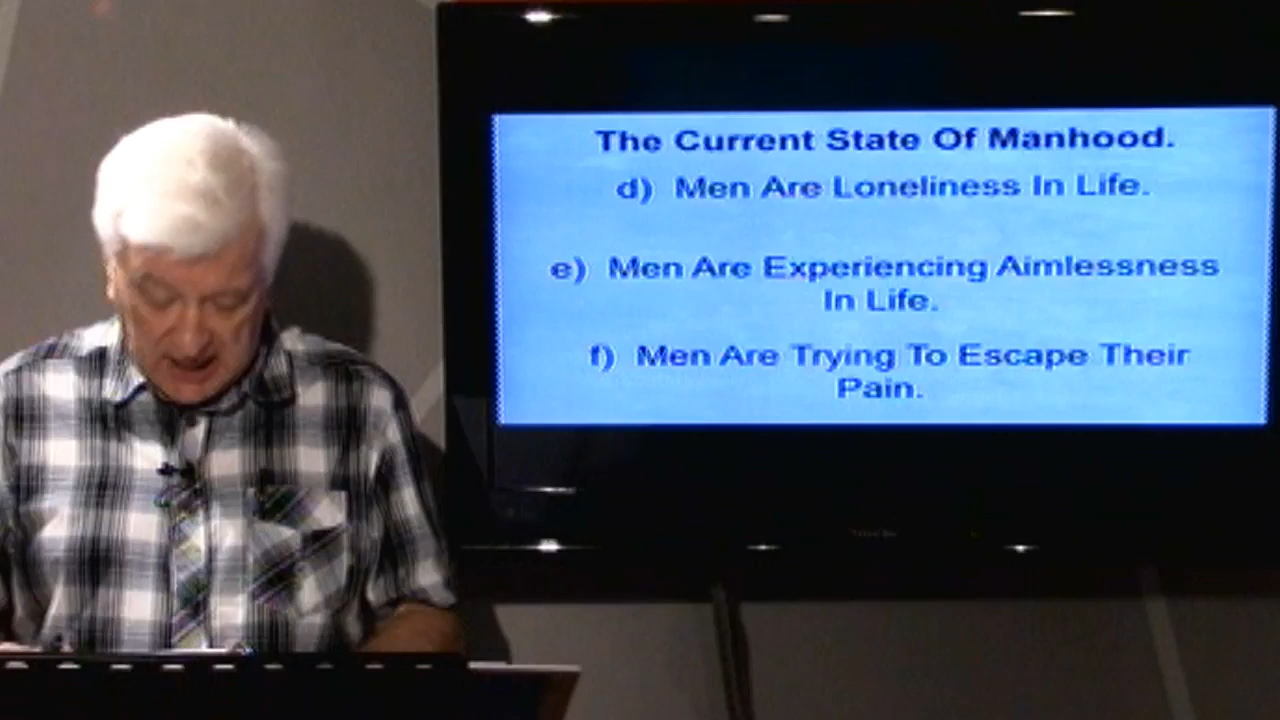 The Current State Of Manhood.
d) Men Are Loneliness In Life.
e) Men Are Experiencing Aimlessness
In Life.
f) Men Are Trying To Escape Their
Pain.